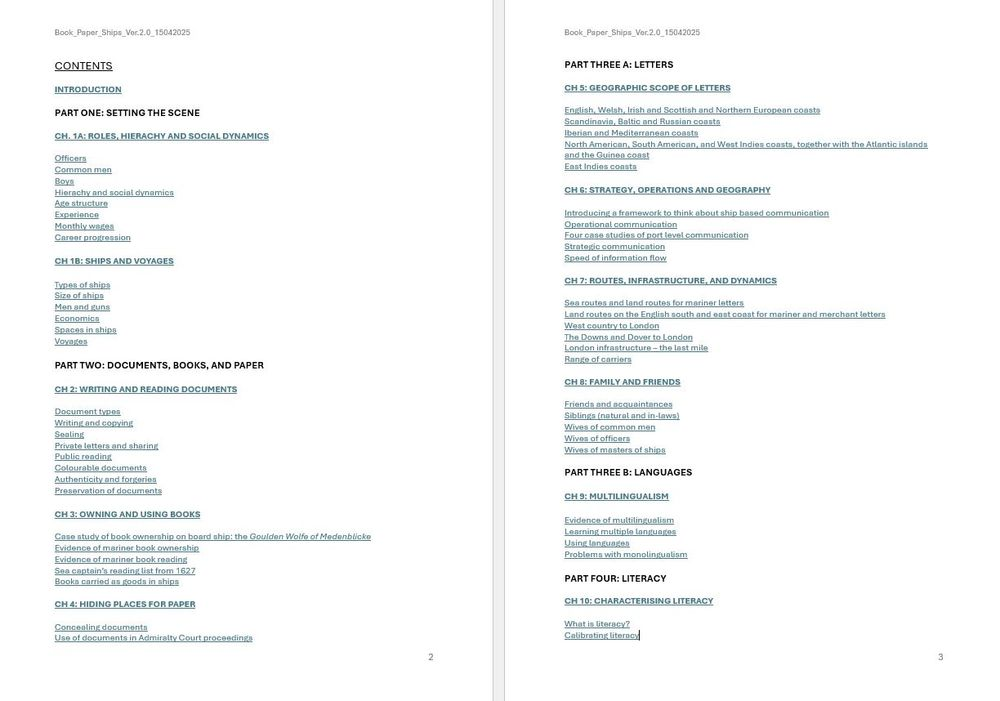 Book_Paper_Ships_Ver.2.0_15042025
CONTENTS
INTRODUCTION
PART ONE: SETTING THE SCENE
CH. 1A: ROLES, HIERACHY AND SOCIAL DYNAMICS
Officers
Common men
Boys
Hierachy and social dynamics
Age structure
Experience
Monthly wages
Career progression
CH 1B: SHIPS AND VOYAGES
Types of ships
Size of ships
Men and guns
Economics
Spaces in ships
Voyages
PART TWO: DOCUMENTS, BOOKS, AND PAPER
CH 2: WRITING AND READING DOCUMENTS
Document types
Writing and copying
Sealing
Private letters and sharing
Public reading
Colourable documents
Authenticity and forgeries
Preservation of documents
CH 3: OWNING AND USING BOOKS
Case study of book ownership on board ship: the Goulden Wolfe of Medenblicke
Evidence of mariner book ownership
Evidence of mariner book reading
Sea captain's reading list from 1627
Books carried as goods in ships
CH 4: HIDING PLACES FOR PAPER
Concealing documents
Use of documents in Admiralty Court proceedings
2
Book_Paper_Ships_Ver.2.0_15042025
PART THREE A: LETTERS
CH 5: GEOGRAPHIC SCOPE OF LETTERS
English, Welsh, Irish and Scottish and Northern European coasts
Scandinavia, Baltic and Russian coasts
Iberian and Mediterranean coasts
North American, South American, and West Indies coasts, together with the Atlantic islands
and the Guinea coast
East Indies coasts
CH 6: STRATEGY, OPERATIONS AND GEOGRAPHY
Introducing a framework to think about ship based communication
Operational communication
Four case studies of port level communication
Strategic communication
Speed of information flow
CH 7: ROUTES, INFRASTRUCTURE, AND DYNAMICS
Sea routes and land routes for mariner letters
Land routes on the English south and east coast for mariner and merchant letters
West country to London
The Downs and Dover to London
London infrastructure – the last mile
Range of carriers
CH 8: FAMILY AND FRIENDS
Friends and acquaintances
Siblings (natural and in-laws)
Wives of common men
Wives of officers
Wives of masters of ships
PART THREE B: LANGUAGES
CH 9: MULTILINGUALISM
Evidence of multilingualism
Learning multiple languages
Using languages
Problems with monolingualism
PART FOUR: LITERACY
CH 10: CHARACTERISING LITERACY
What is literacy?
Calibrating literacy
3